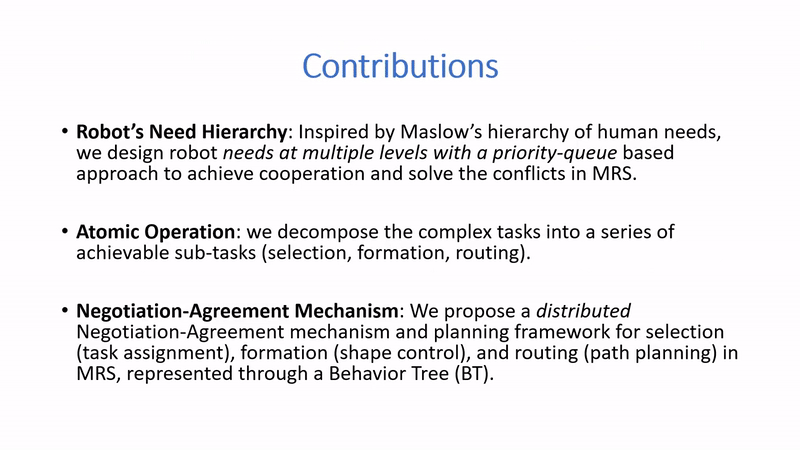 Contributions
• Robot's Need Hierarchy: Inspired by Maslow's hierarchy of human needs,
we design robot needs at multiple levels with a priority-queue based
approach to achieve cooperation and solve the conflicts in MRS.
• Atomic Operation: we decompose the complex tasks into a series of
achievable sub-tasks (selection, formation, routing).
• Negotiation-Agreement Mechanism: We propose a distributed
Negotiation-Agreement mechanism and planning framework for selection
(task assignment), formation (shape control), and routing (path planning) in
MRS, represented through a Behavior Tree (BT).